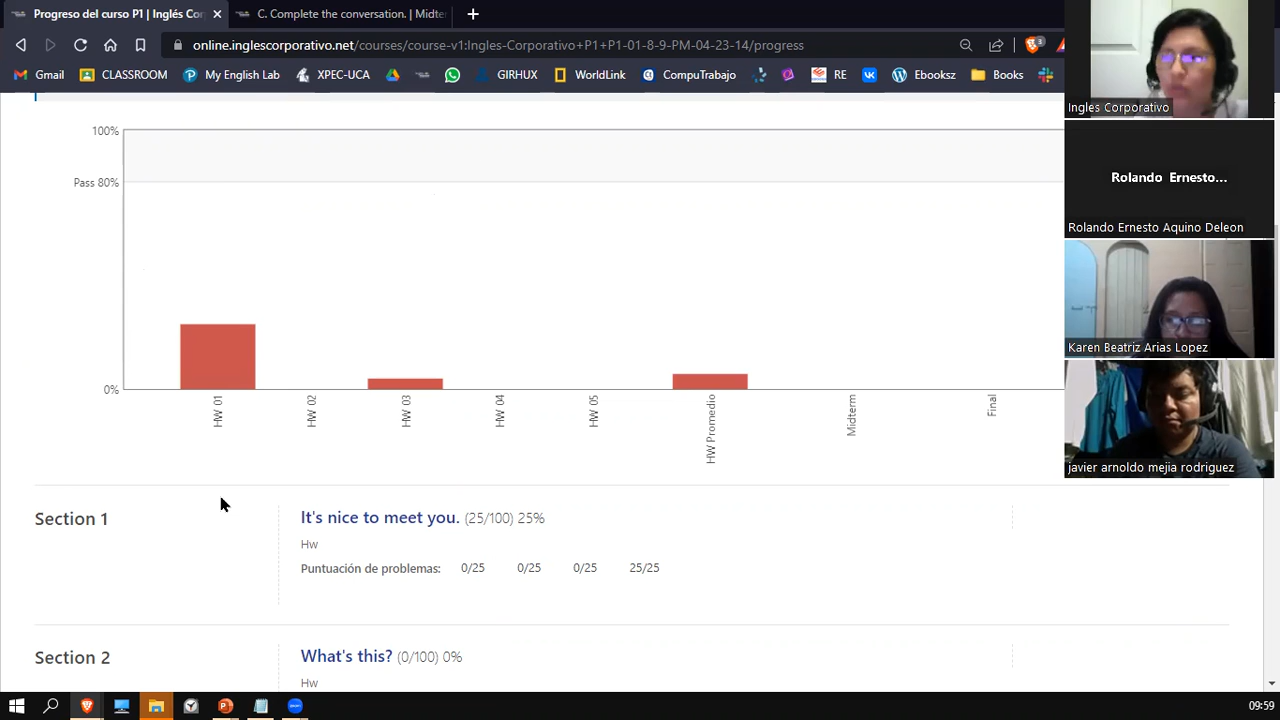 Progreso del curso P1 | Inglés Cor
C. Complete the conversation. | Midter
online.inglescorporativo.net/courses/course-v1:Ingles-Corporativo+P1+P1-01-8-9-PM-04-23-14/progress
3
Gmail
CLASSROOM
My English Lab
XPEC-UCA
GIRHUX
WorldLink
CompuTrabajo
RE
Ebooksz
Books
Ingles Corporativo
Rolando Ernesto...
Rolando Ernesto Aquino Deleon
Karen Beatriz Arias Lopez
javier arnoldo mejia rodriguez
100%
Pass 80%
0%
HW 01
HW 02
HW 03
HW 04
HW 05
HW Promedio
Midterm
Final
Section 1
It's nice to meet you. (25/100) 25%
Hw
Puntuación de problemas: 0/25 0/25 0/25 25/25
Section 2
What's this? (0/100) 0%
Hw
09:59